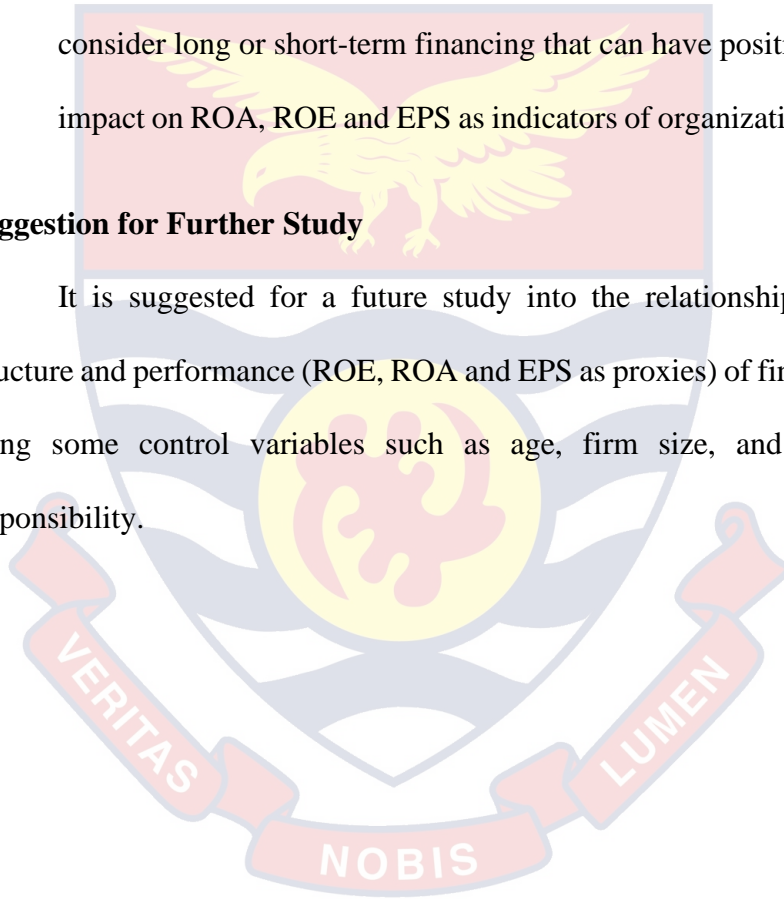 consider long or short-term financing that can have positi
impact on ROA, ROE and EPS as indicators of organizati
ggestion for Further Study
It is suggested for a future study into the relationship
ucture and performance (ROE, ROA and EPS as proxies) of fin
ng some control variables such as age, firm size, and
ponsibility.
VERITAS
NOBIS
LUMEN